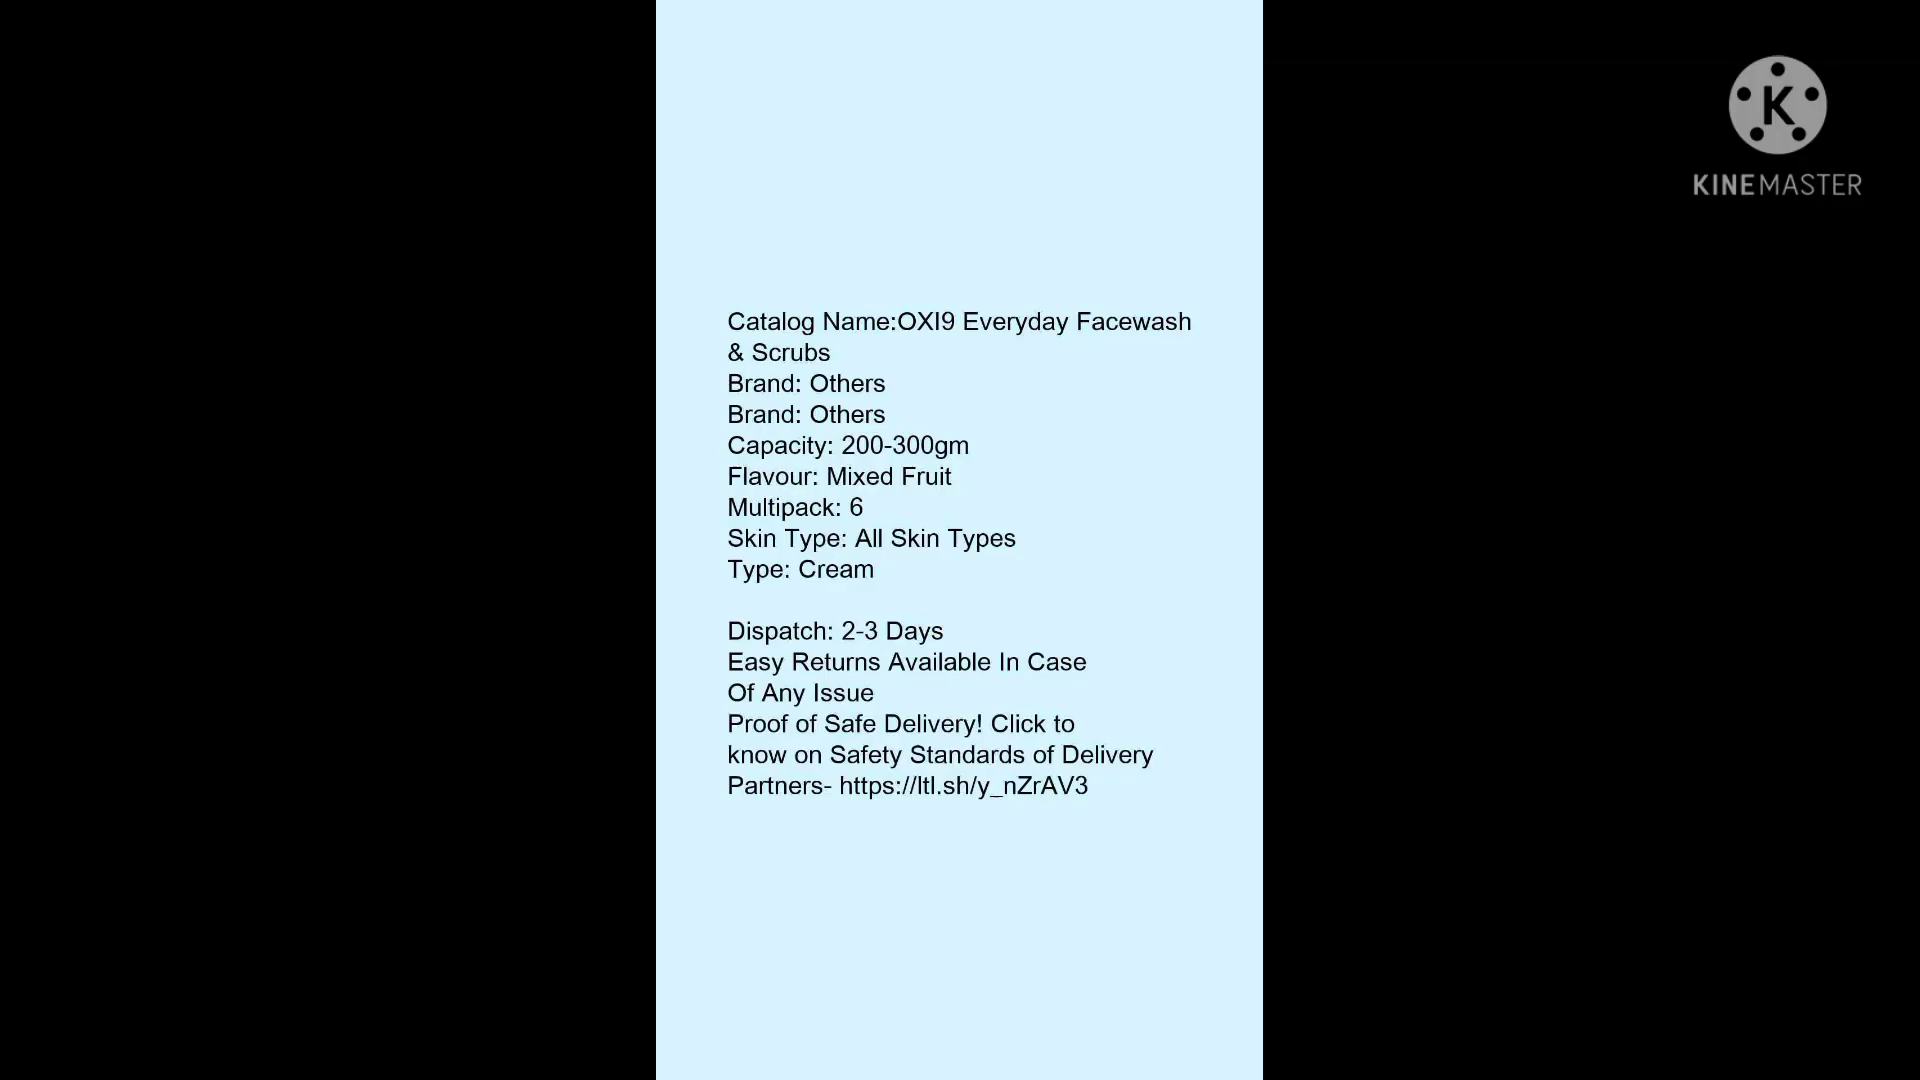 Catalog Name:OXI9 Everyday Facewash
& Scrubs
Brand: Others
Brand: Others
Capacity: 200-300gm
Flavour: Mixed Fruit
Multipack: 6
Skin Type: All Skin Types
Type: Cream
Dispatch: 2-3 Days
Easy Returns Available In Case
Of Any Issue
Proof of Safe Delivery! Click to
know on Safety Standards of Delivery
Partners- https://ltl.sh/y_nZrAV3
K
KINEMASTER